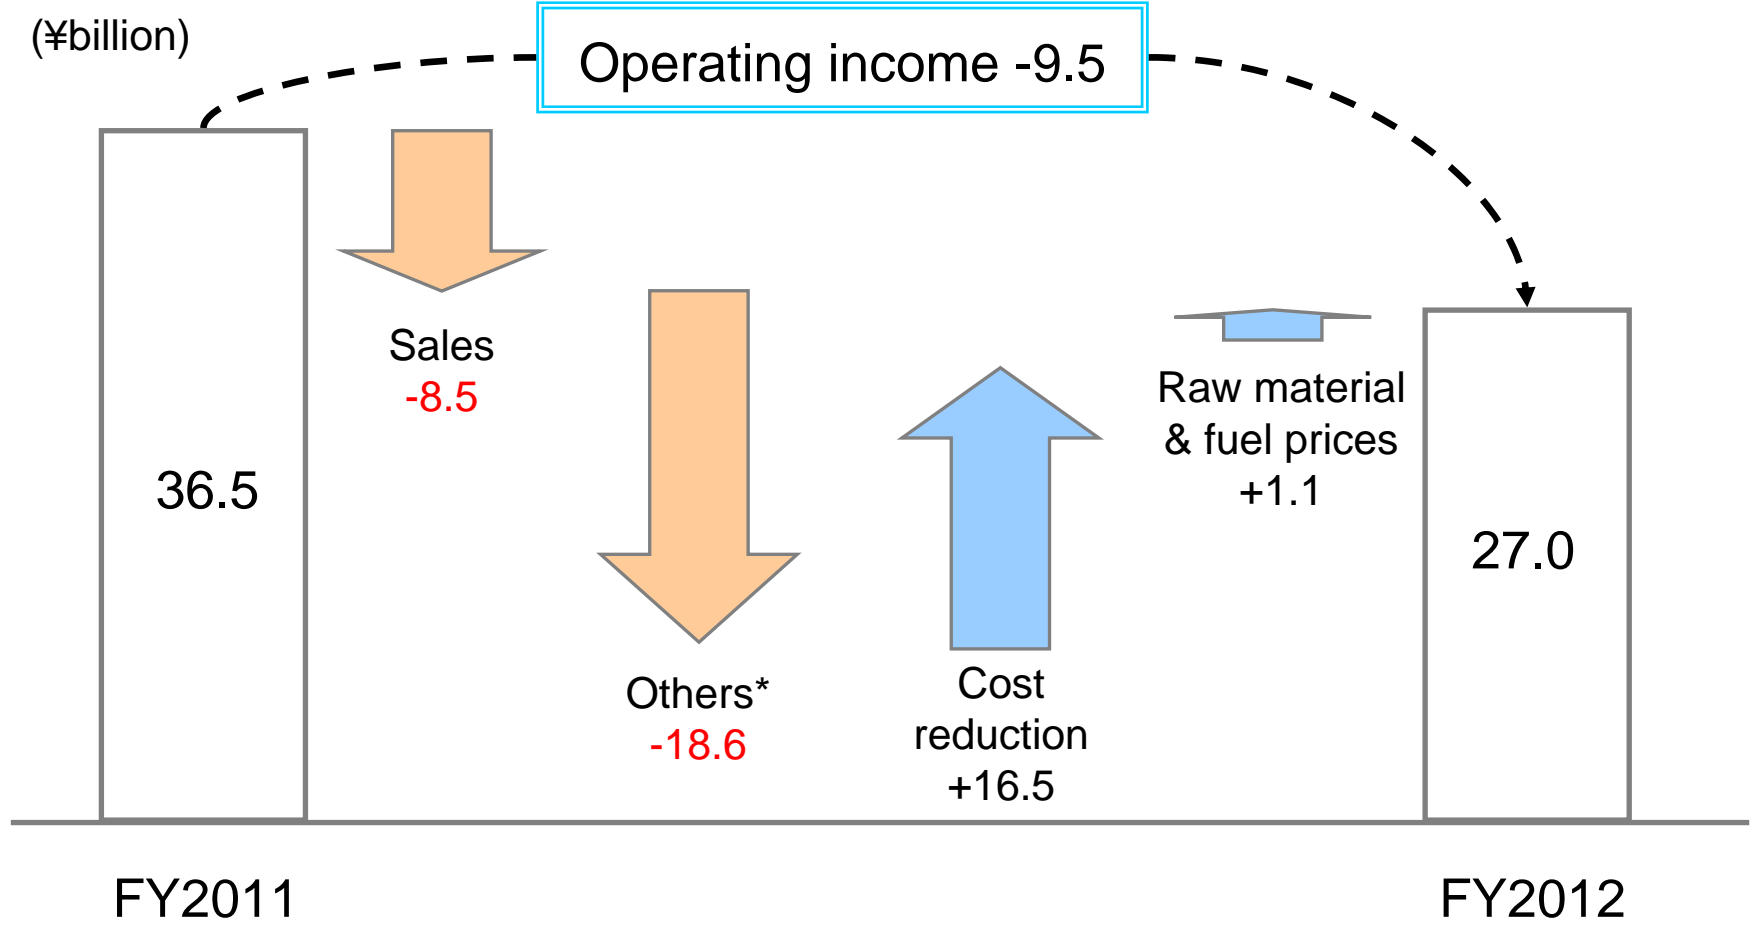 (¥billion)
Operating income -9.5
Sales
-8.5
Raw material
& fuel prices
+1.1
36.5
27.0
Others*
-18.6
Cost
reduction
+16.5
FY2011
FY2012